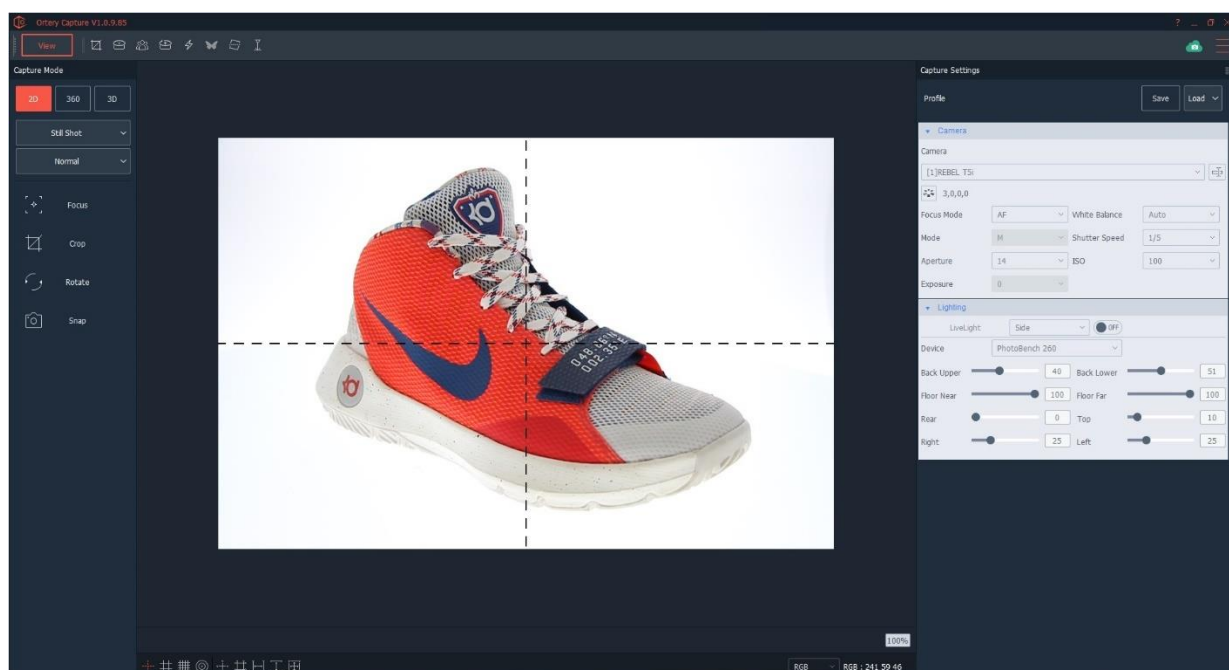 Ortery Capture V1.0.9.85
?
View
Capture Mode
2D 360 3D
Still Shot
Normal
Focus
Crop
Rotate
Snap
048.86°N
002.35°E
100%
RGB RGB : 241 59 46
Capture Settings
Profile Save Load
Camera
Camera
[1]REBEL T5i
3,0,0,0
Focus Mode AF White Balance Auto
Mode M Shutter Speed 1/5
Aperture 14 ISO 100
Exposure 0
Lighting
LiveLight Side OFF
Device PhotoBench 260
Back Upper 40 Back Lower 51
Floor Near 100 Floor Far 100
Rear 0 Top 10
Right 25 Left 25